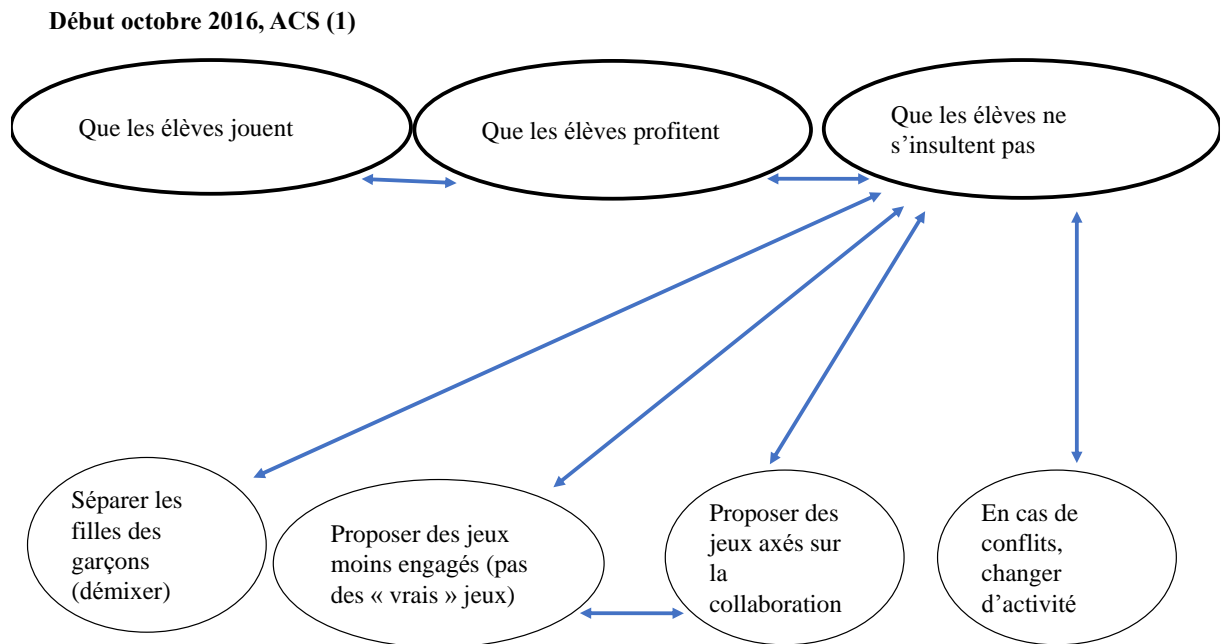 Début octobre 2016, ACS (1)
Que les élèves jouent
Que les élèves profitent
Que les élèves ne
s’insultent pas
Séparer les
filles des
garçons
(démixer)
Proposer des jeux
moins engagés (pas
des « vrais » jeux)
Proposer des
jeux axés sur
la
collaboration
En cas de
conflits,
changer
d’activité